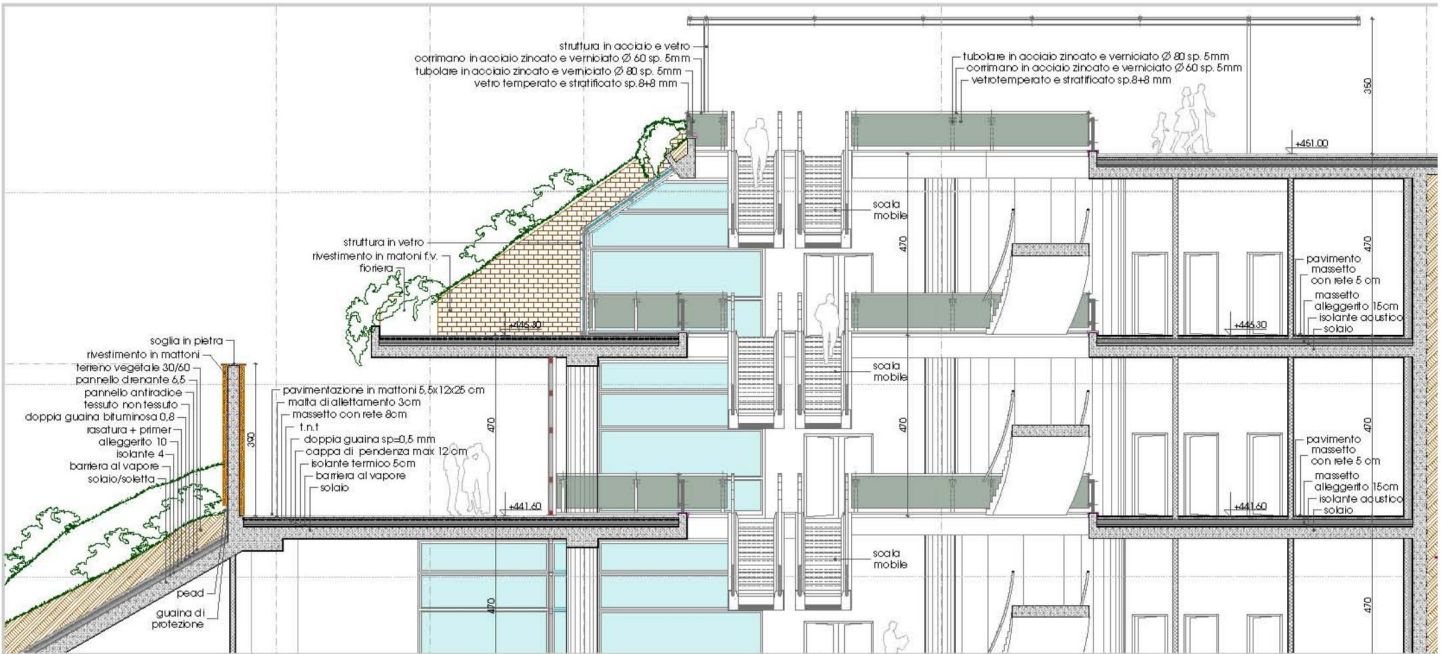 struttura in acciaio e vetro
corrimano in acciaio zincato e verniciato Ø 60 sp. 5mm
tubolare in acciaio zincato e verniciato Ø 80 sp. 5mm
vetro temperato e stratificato sp.8+8 mm
tubolare in acciaio zincato e verniciato Ø 80 sp. 5mm
corrimano in acciaio zincato e verniciato Ø 60 sp. 5mm
vetrotemperato e stratificato sp.8+8 mm
350
+451.00
scala
mobile
470
470
struttura in vetro
rivestimento in matoni f.v.
fioriera
pavimento
massetto
con rete 5 cm
massetto
alleggerito 15cm
isolante acustico
solaio
+446.30
+446.30
soglia in pietra
rivestimento in mattoni
terreno vegetale 30/60
pannello drenante 6,5
pannello antiradice
tessuto non tessuto
doppia guaina bituminosa 0,8
rasatura + primer
alleggerito 10
isolante 4
barriera al vapore
solaio/soletta
390
pavimentazione in mattoni 5,5x12x25 cm
malta di allettamento 3cm
massetto con rete 8cm
t.n.t
doppia guaina sp=0,5 mm
cappa di pendenza max 12 cm
isolante termico 5cm
barriera al vapore
solaio
470
scala
mobile
470
470
pavimento
massetto
con rete 5 cm
massetto
alleggerito 15cm
isolante acustico
solaio
+441.60
+441.60
scala
mobile
pead
guaina di
protezione
470
470
470